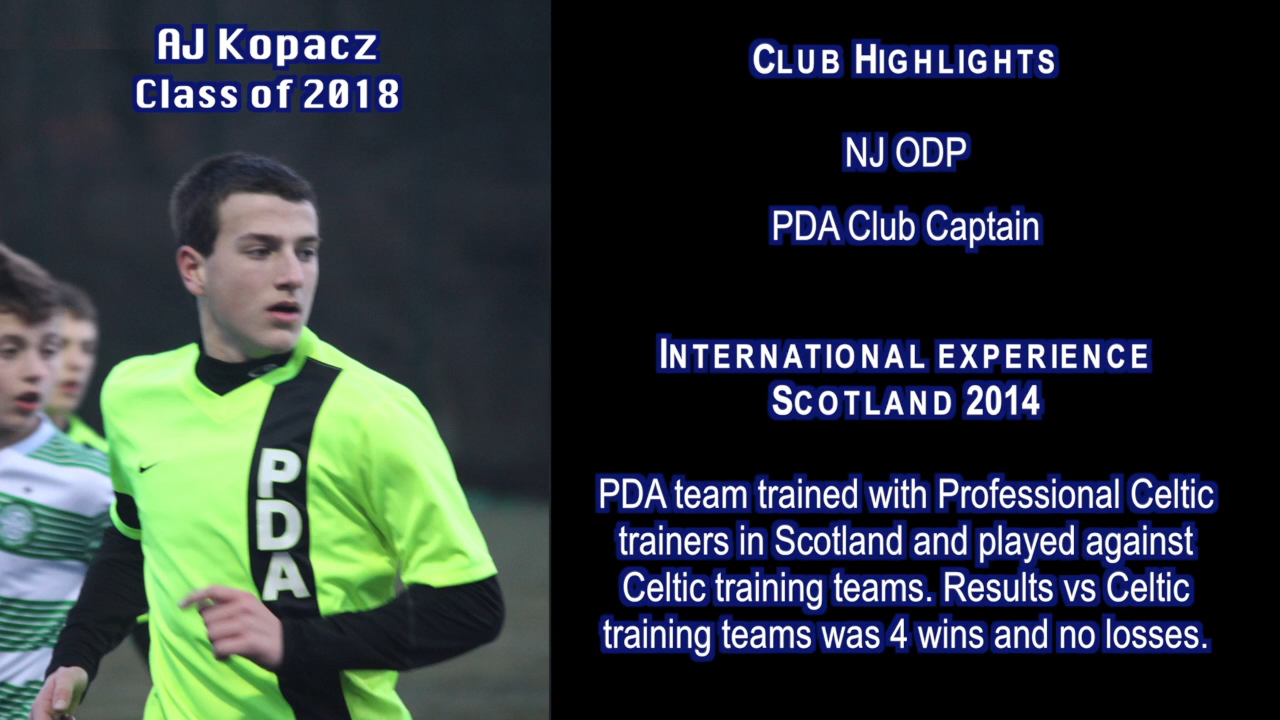 AJ Kopacz
Class of 2018
P
D
A
CLUB HIGHLIGHTS
NJ ODP
PDA Club Captain
INTERNATIONAL EXPERIENCE
SCOTLAND 2014
PDA team trained with Professional Celtic
trainers in Scotland and played against
Celtic training teams. Results vs Celtic
training teams was 4 wins and no losses.